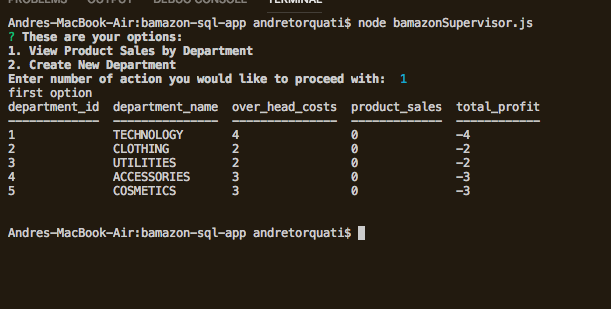 PROBLEMS OUTPUT DEBUG CONSOLE TERMINAL
Andres-MacBook-Air:bamazon-sql-app andretorquati$ node bamazonSupervisor.js
? These are your options:
1. View Product Sales by Department
2. Create New Department
Enter number of action you would like to proceed with: 1
first option
department_id department_name over_head_costs product_sales total_profit
1 TECHNOLOGY 4 0 -4
2 CLOTHING 2 0 -2
3 UTILITIES 2 0 -2
4 ACCESSORIES 3 0 -3
5 COSMETICS 3 0 -3
Andres-MacBook-Air:bamazon-sql-app andretorquati$